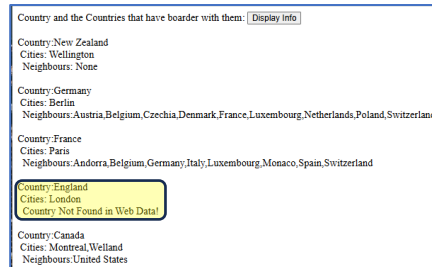 Country and the Countries that have boarder with them: Display Info
Country:New Zealand
Cities: Wellington
Neighbours: None
Country:Germany
Cities: Berlin
Neighbours:Austria,Belgium,Czechia,Denmark,France,Luxembourg,Netherlands,Poland,Switzerland
Country:France
Cities: Paris
Neighbours:Andorra,Belgium,Germany,Italy,Luxembourg,Monaco,Spain,Switzerland
Country:England
Cities: London
Country Not Found in Web Data!
Country:Canada
Cities: Montreal,Welland
Neighbours:United States